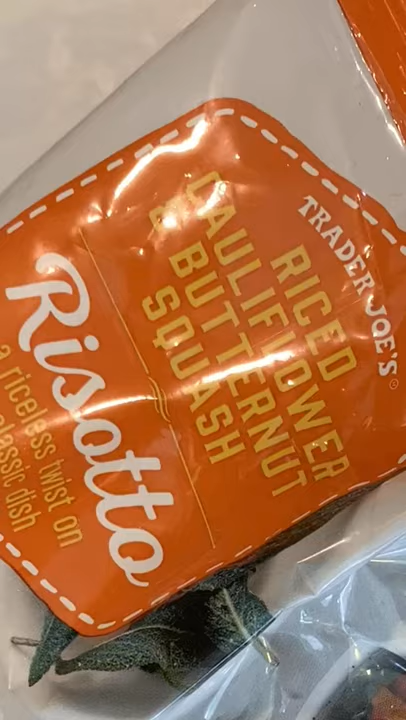 TRADER JOE'S®
RICED
CAULIFLOWER
& BUTTERNUT
SQUASH
Risotto
a riceless twist on
classic dish